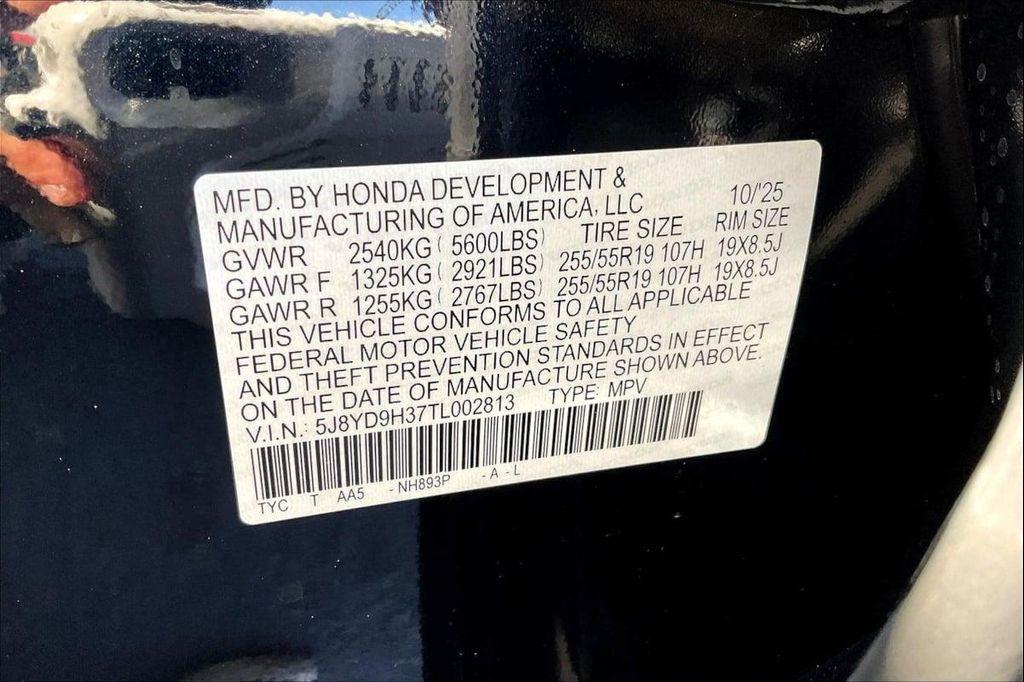 MFD. BY HONDA DEVELOPMENT &
MANUFACTURING OF AMERICA, LLC 10/'25
GVWR 2540KG ( 5600LBS) TIRE SIZE RIM SIZE
GAWR F 1325KG ( 2921LBS) 255/55R19 107H 19X8.5J
GAWR R 1255KG ( 2767LBS) 255/55R19 107H 19X8.5J
THIS VEHICLE CONFORMS TO ALL APPLICABLE
FEDERAL MOTOR VEHICLE SAFETY
AND THEFT PREVENTION STANDARDS IN EFFECT
ON THE DATE OF MANUFACTURE SHOWN ABOVE.
V.I.N.: 5J8YD9H37TL002813 TYPE: MPV
TYC T AA5 - NH893P - A - L